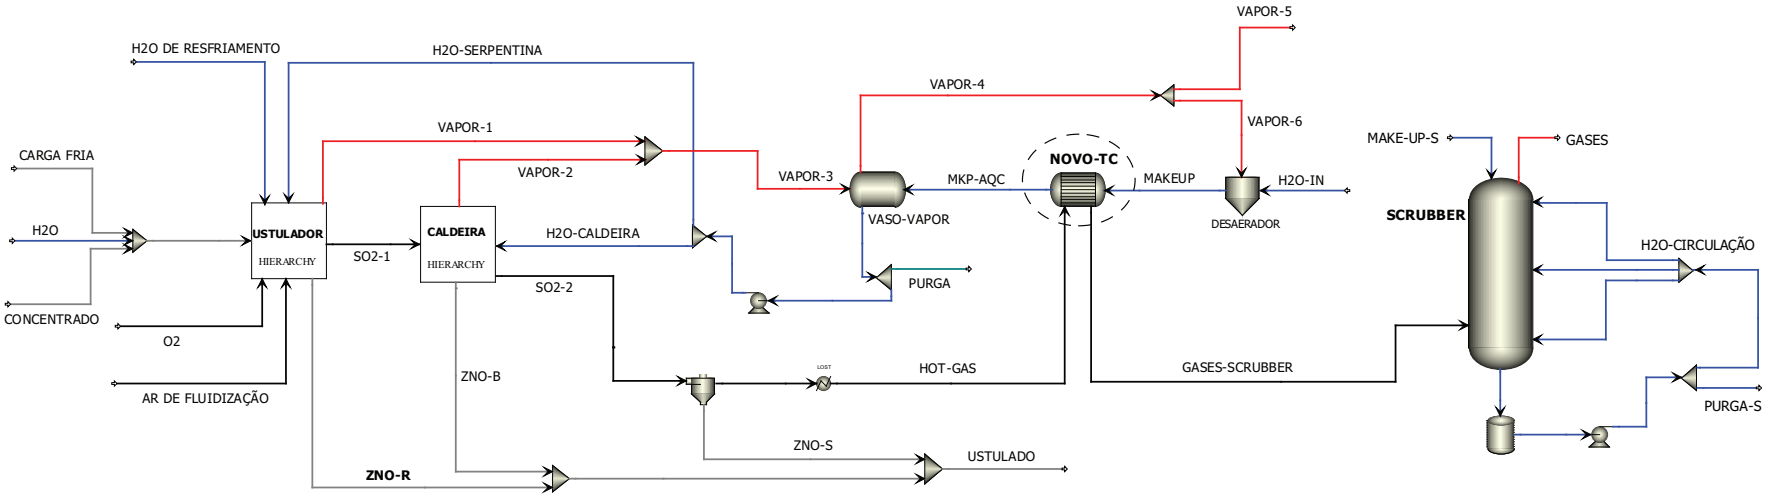 VAPOR-5
H2O DE RESFRIAMENTO
H2O-SERPENTINA
VAPOR-4
VAPOR-6
VAPOR-1
MAKE-UP-S
GASES
CARGA FRIA
VAPOR-2
VAPOR-3
NOVO-TC
MKP-AQC
MAKEUP
H2O-IN
VASO-VAPOR
DESAERADOR
SCRUBBER
H2O
USTULADOR
HIERARCHY
SO2-1
CALDEIRA
HIERARCHY
H2O-CALDEIRA
H2O-CIRCULAÇÃO
SO2-2
PURGA
CONCENTRADO
O2
LOST
HOT-GAS
GASES-SCRUBBER
ZNO-B
AR DE FLUIDIZAÇÃO
PURGA-S
ZNO-S
USTULADO
ZNO-R